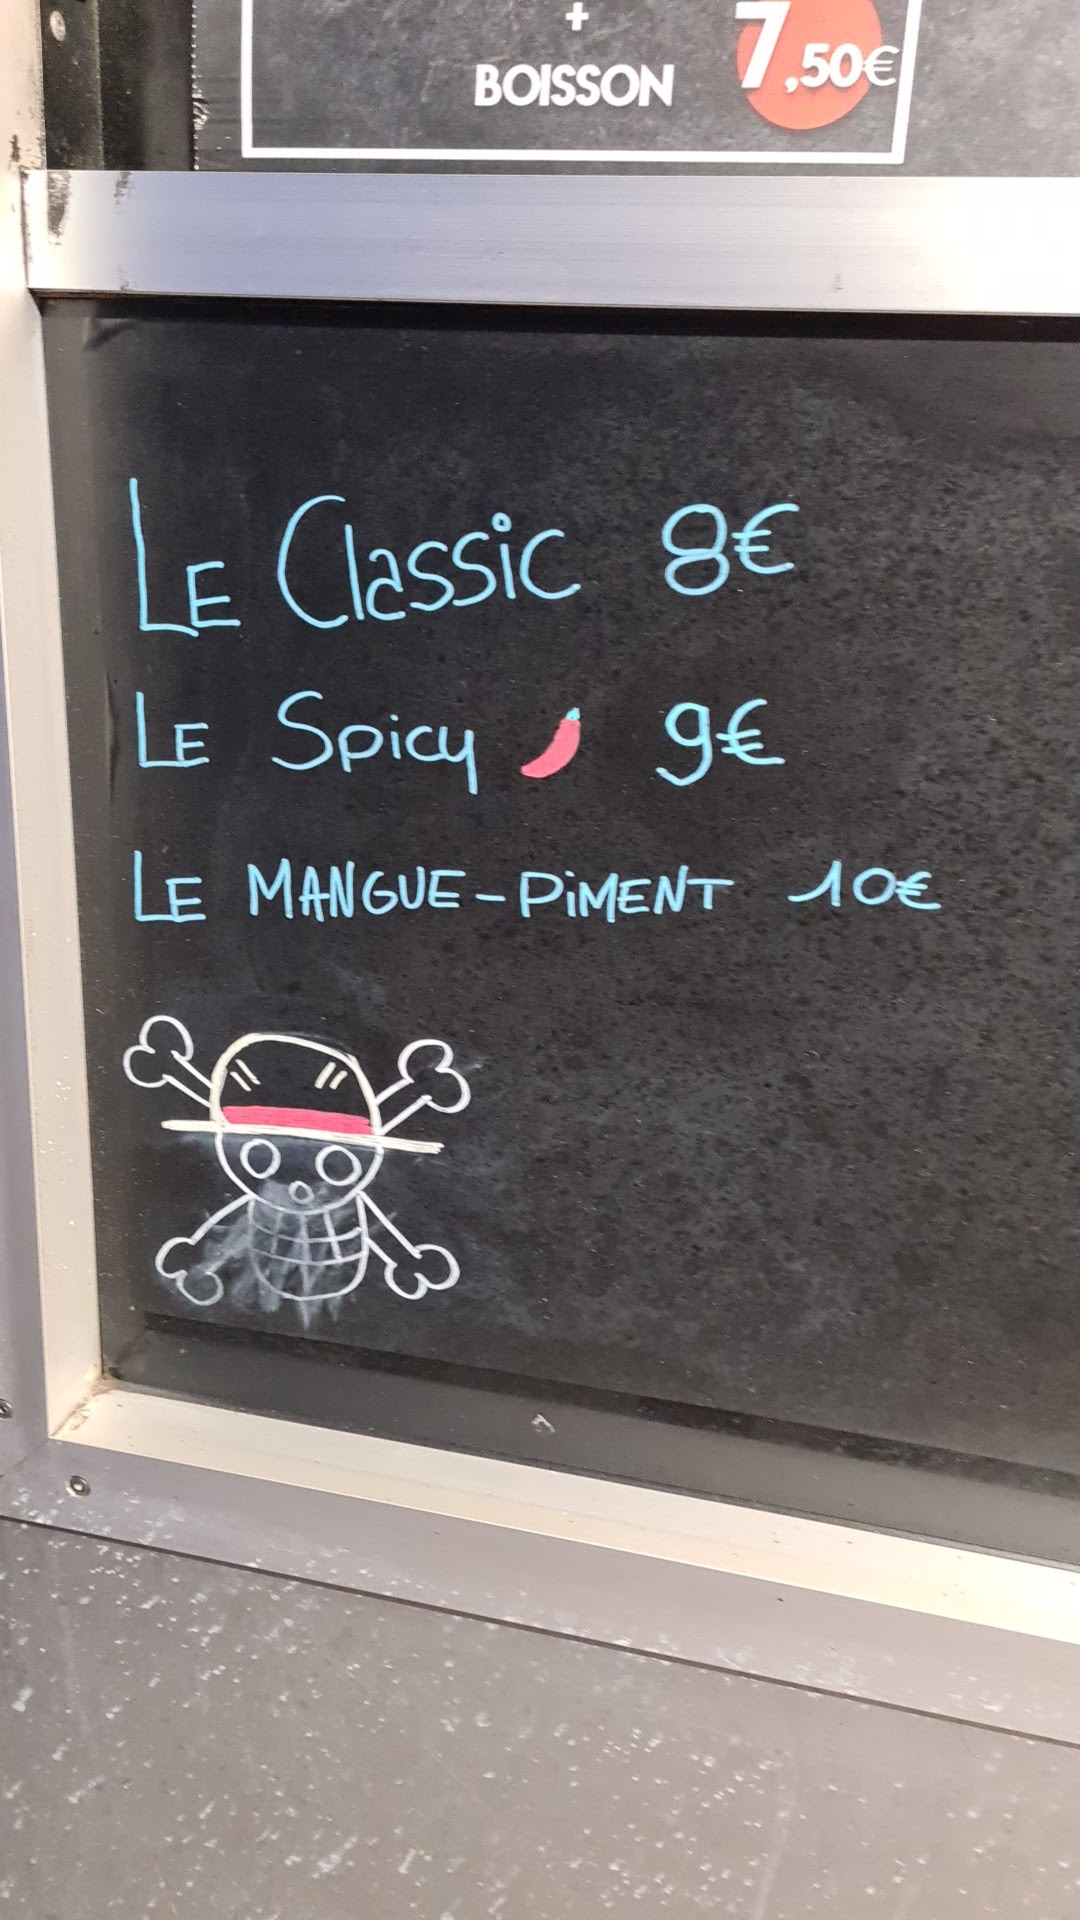 +
BOISSON 7,50€
LE Classic 8€
LE Spicy 9€
LE MANGUE-PiMENT 10€